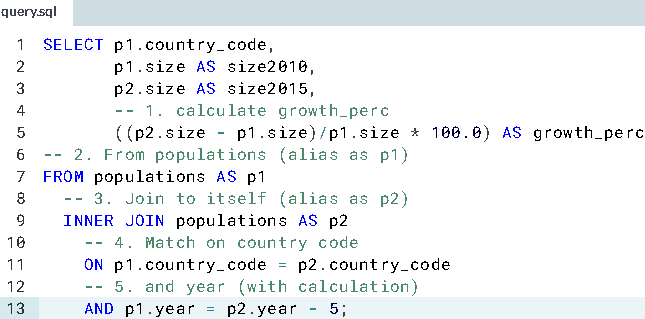 query.sql
1 SELECT p1.country_code,
2 p1.size AS size2010,
3 p2.size AS size2015,
4 -- 1. calculate growth_perc
5 ((p2.size - p1.size)/p1.size * 100.0) AS growth_perc
6 -- 2. From populations (alias as p1)
7 FROM populations AS p1
8 -- 3. Join to itself (alias as p2)
9 INNER JOIN populations AS p2
10 -- 4. Match on country code
11 ON p1.country_code = p2.country_code
12 -- 5. and year (with calculation)
13 AND p1.year = p2.year - 5;